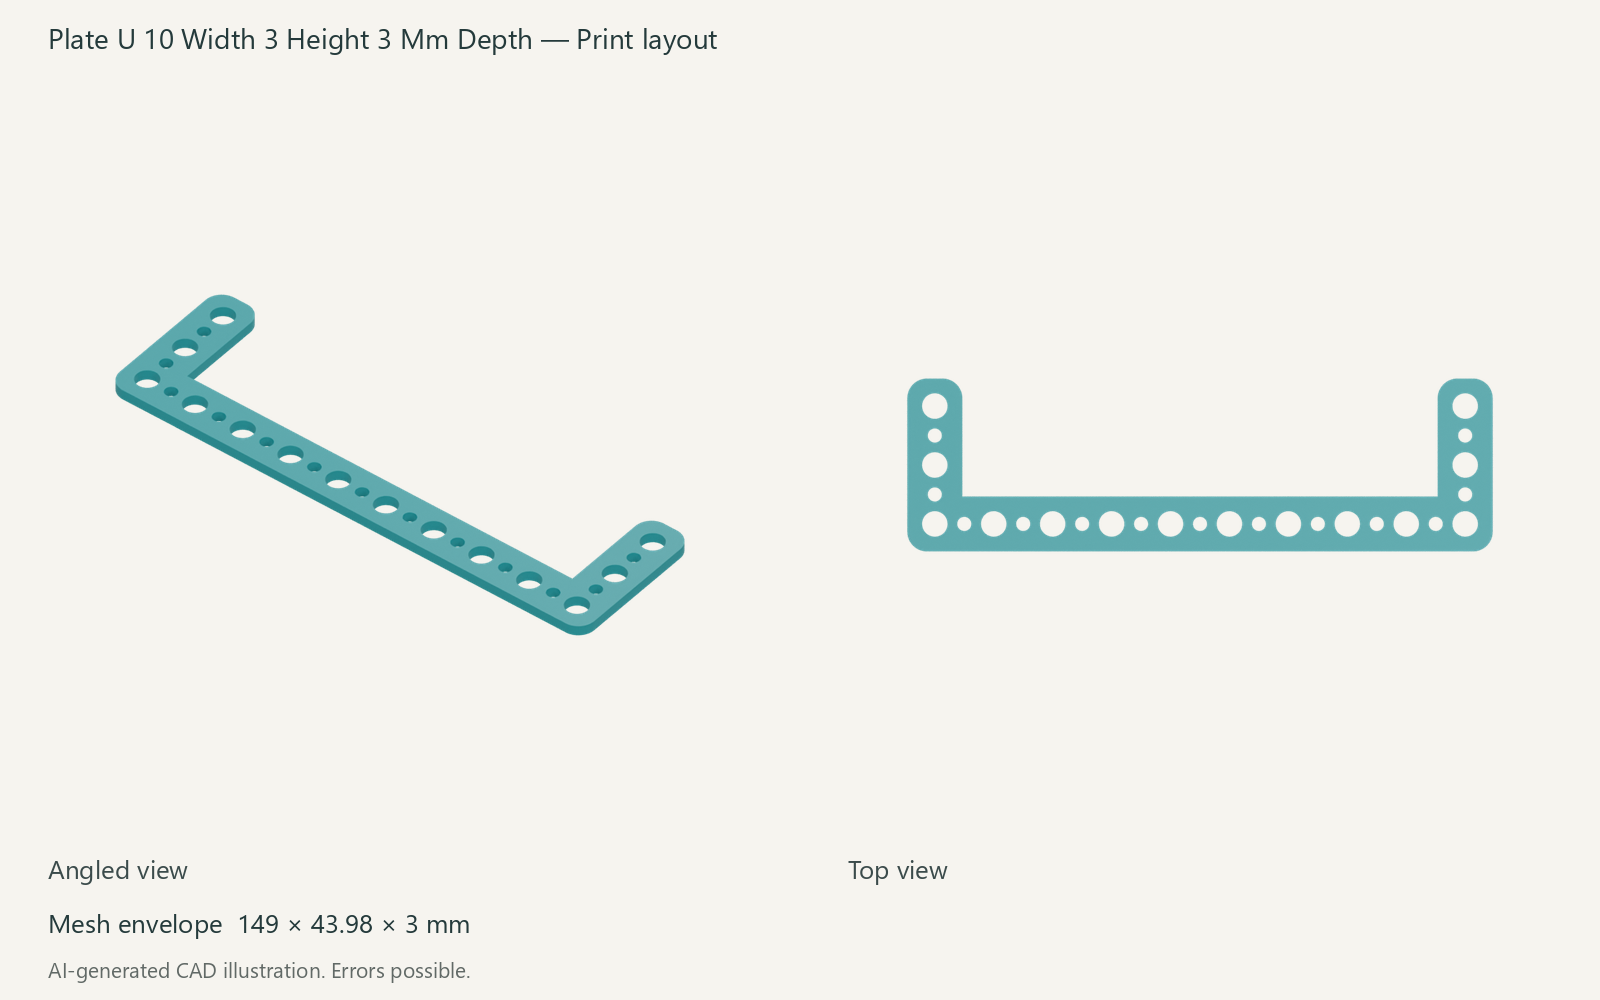 Plate U 10 Width 3 Height 3 Mm Depth — Print layout
Angled view
Top view
Mesh envelope 149 × 43.98 × 3 mm
AI-generated CAD illustration. Errors possible.